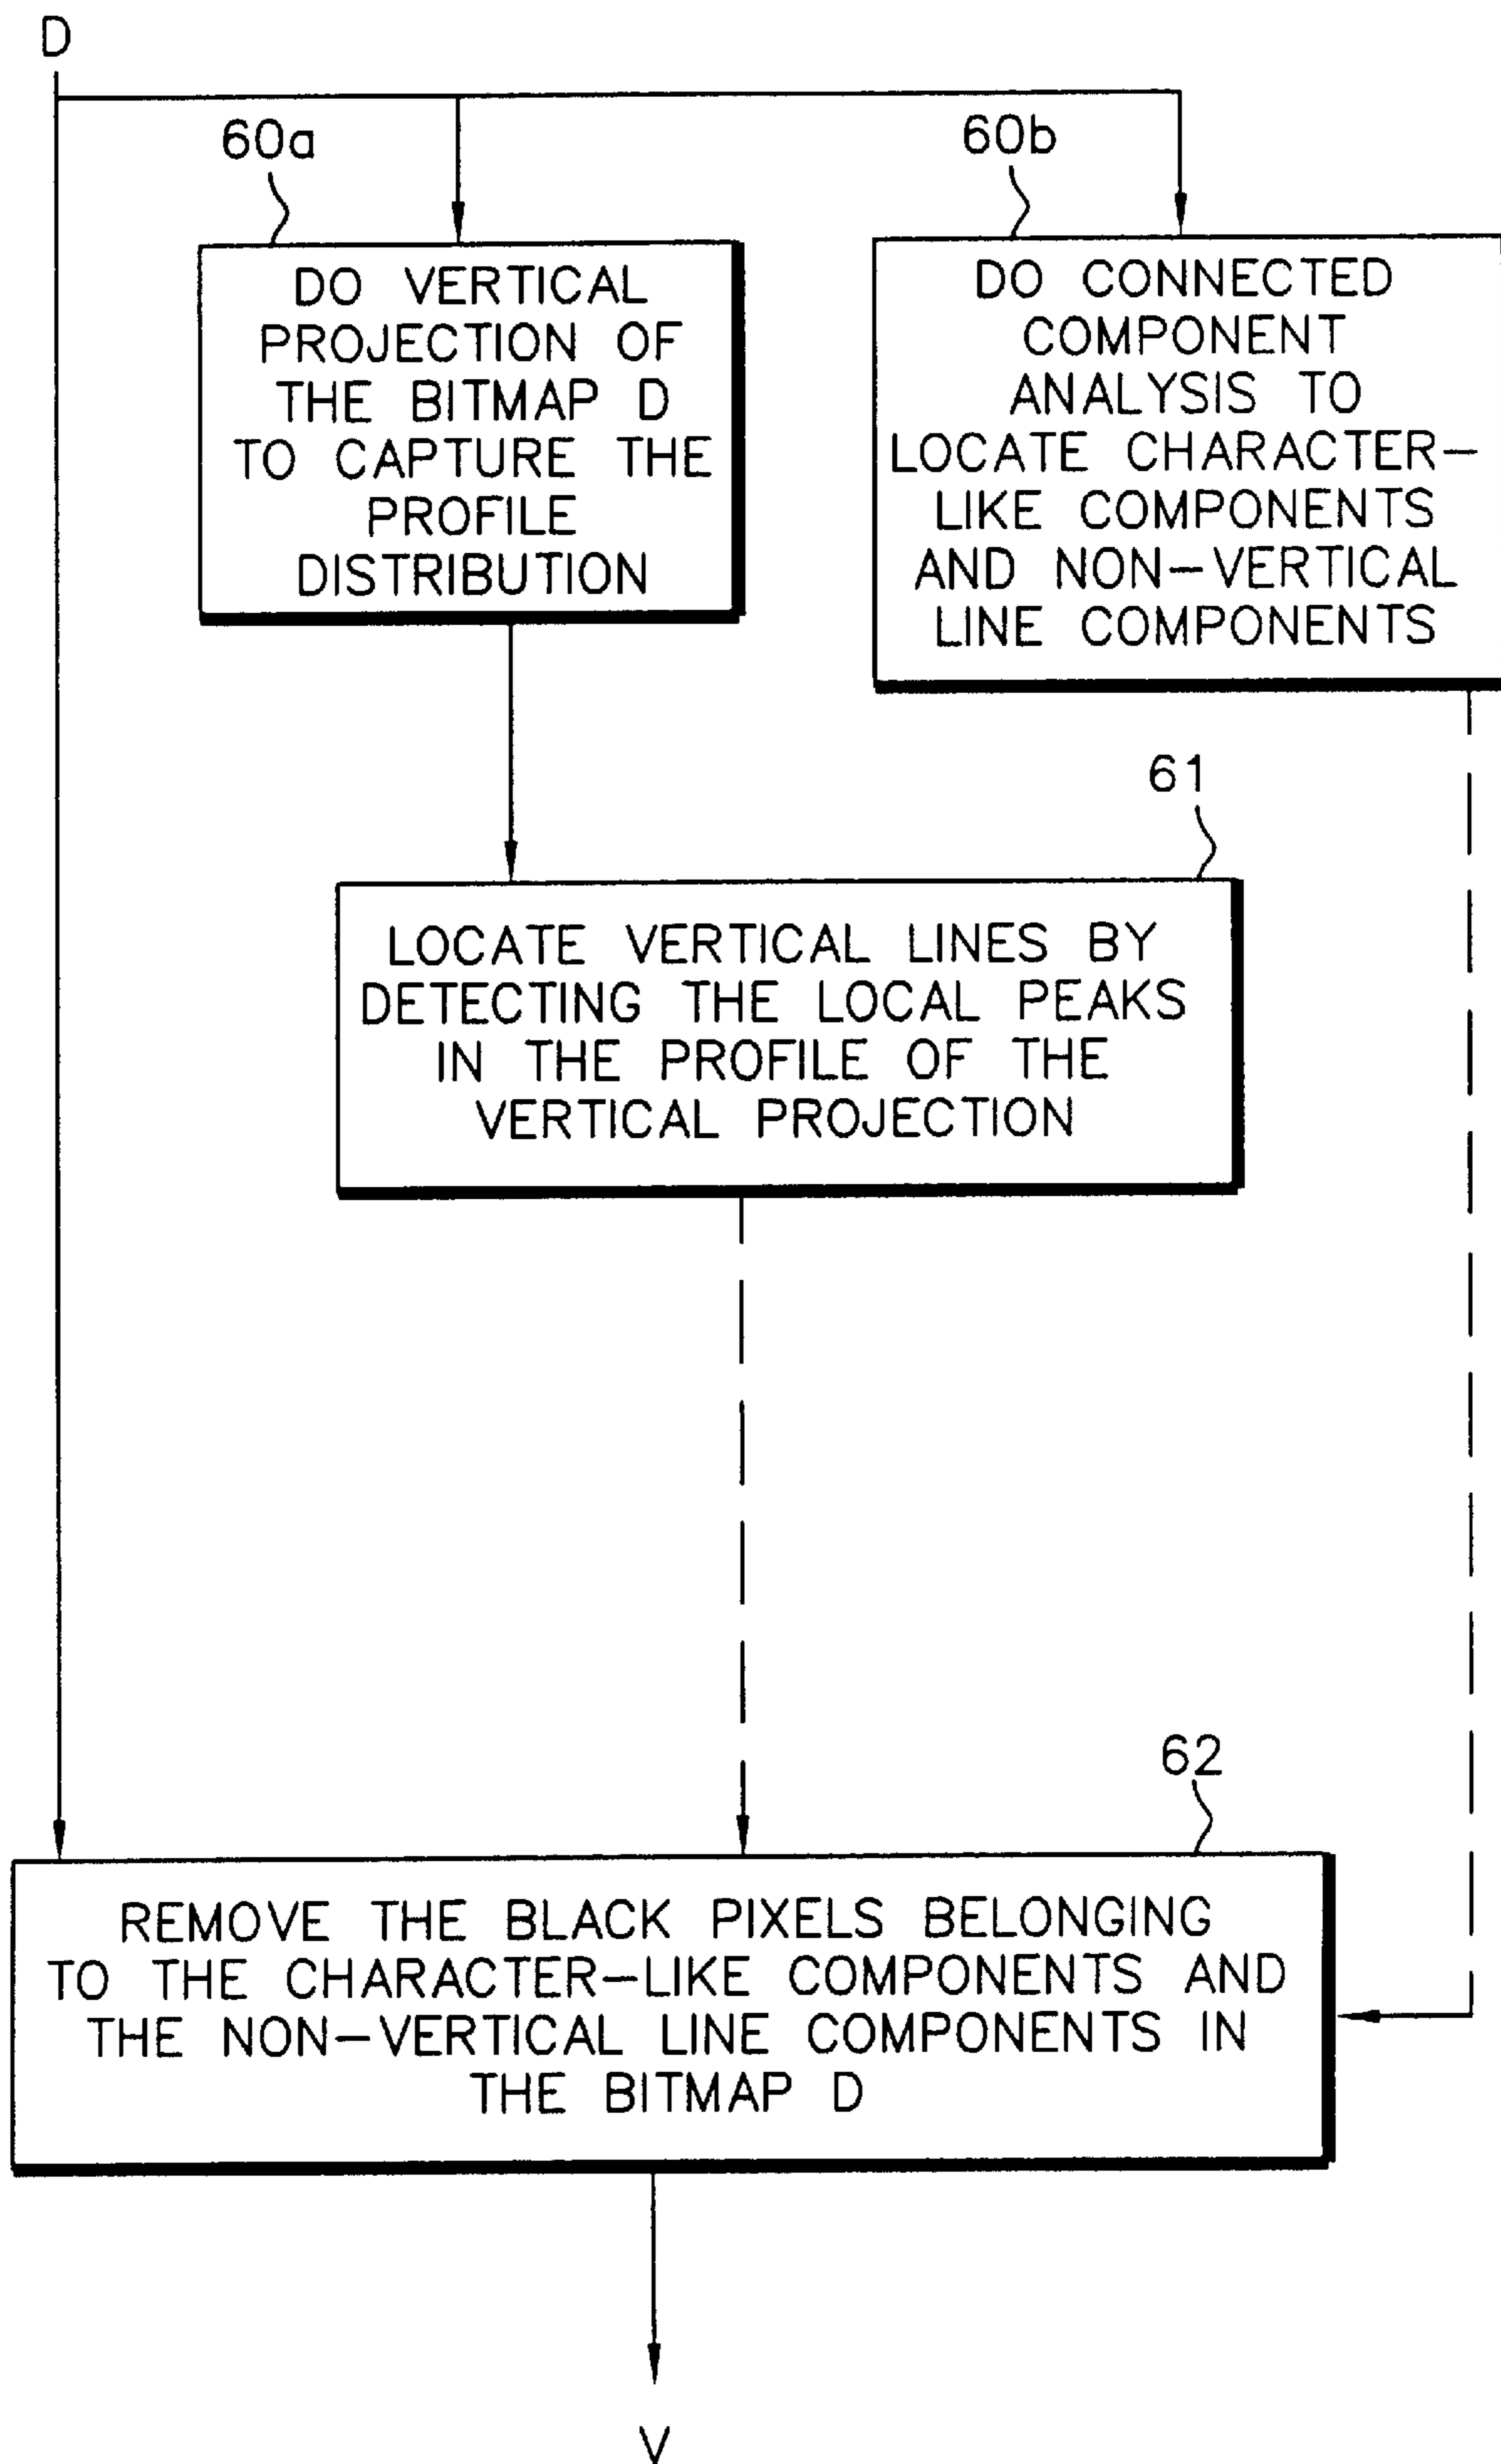 D
60a
DO VERTICAL
PROJECTION OF
THE BITMAP D
TO CAPTURE THE
PROFILE
DISTRIBUTION
60b
DO CONNECTED
COMPONENT
ANALYSIS TO
LOCATE CHARACTER-
LIKE COMPONENTS
AND NON-VERTICAL
LINE COMPONENTS
61
LOCATE VERTICAL LINES BY
DETECTING THE LOCAL PEAKS
IN THE PROFILE OF THE
VERTICAL PROJECTION
62
REMOVE THE BLACK PIXELS BELONGING
TO THE CHARACTER-LIKE COMPONENTS AND
THE NON-VERTICAL LINE COMPONENTS IN
THE BITMAP D
V